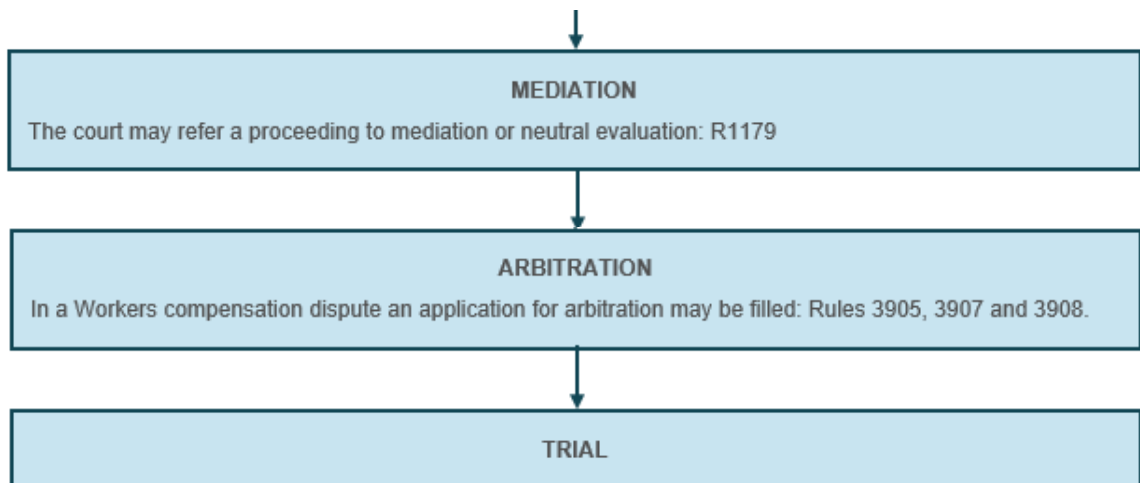 MEDIATION
The court may refer a proceeding to mediation or neutral evaluation: R1179
ARBITRATION
In a Workers compensation dispute an application for arbitration may be filled: Rules 3905, 3907 and 3908.
TRIAL